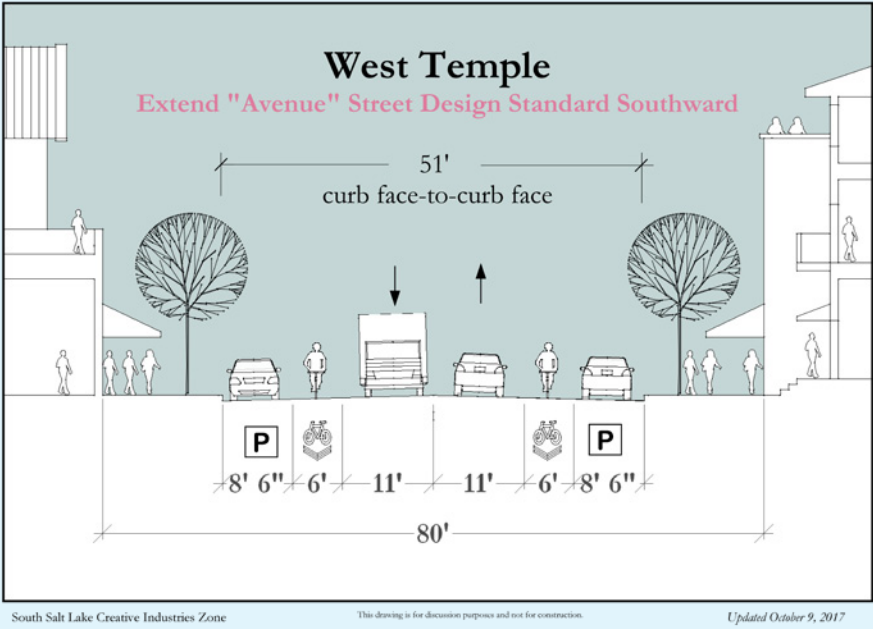 West Temple
Extend "Avenue" Street Design Standard Southward
51'
curb face-to-curb face
P
P
8' 6" 6' 11' 11' 6' 8' 6"
80'
South Salt Lake Creative Industries Zone
This drawing is for discussion purposes and not for construction.
Updated October 9, 2017